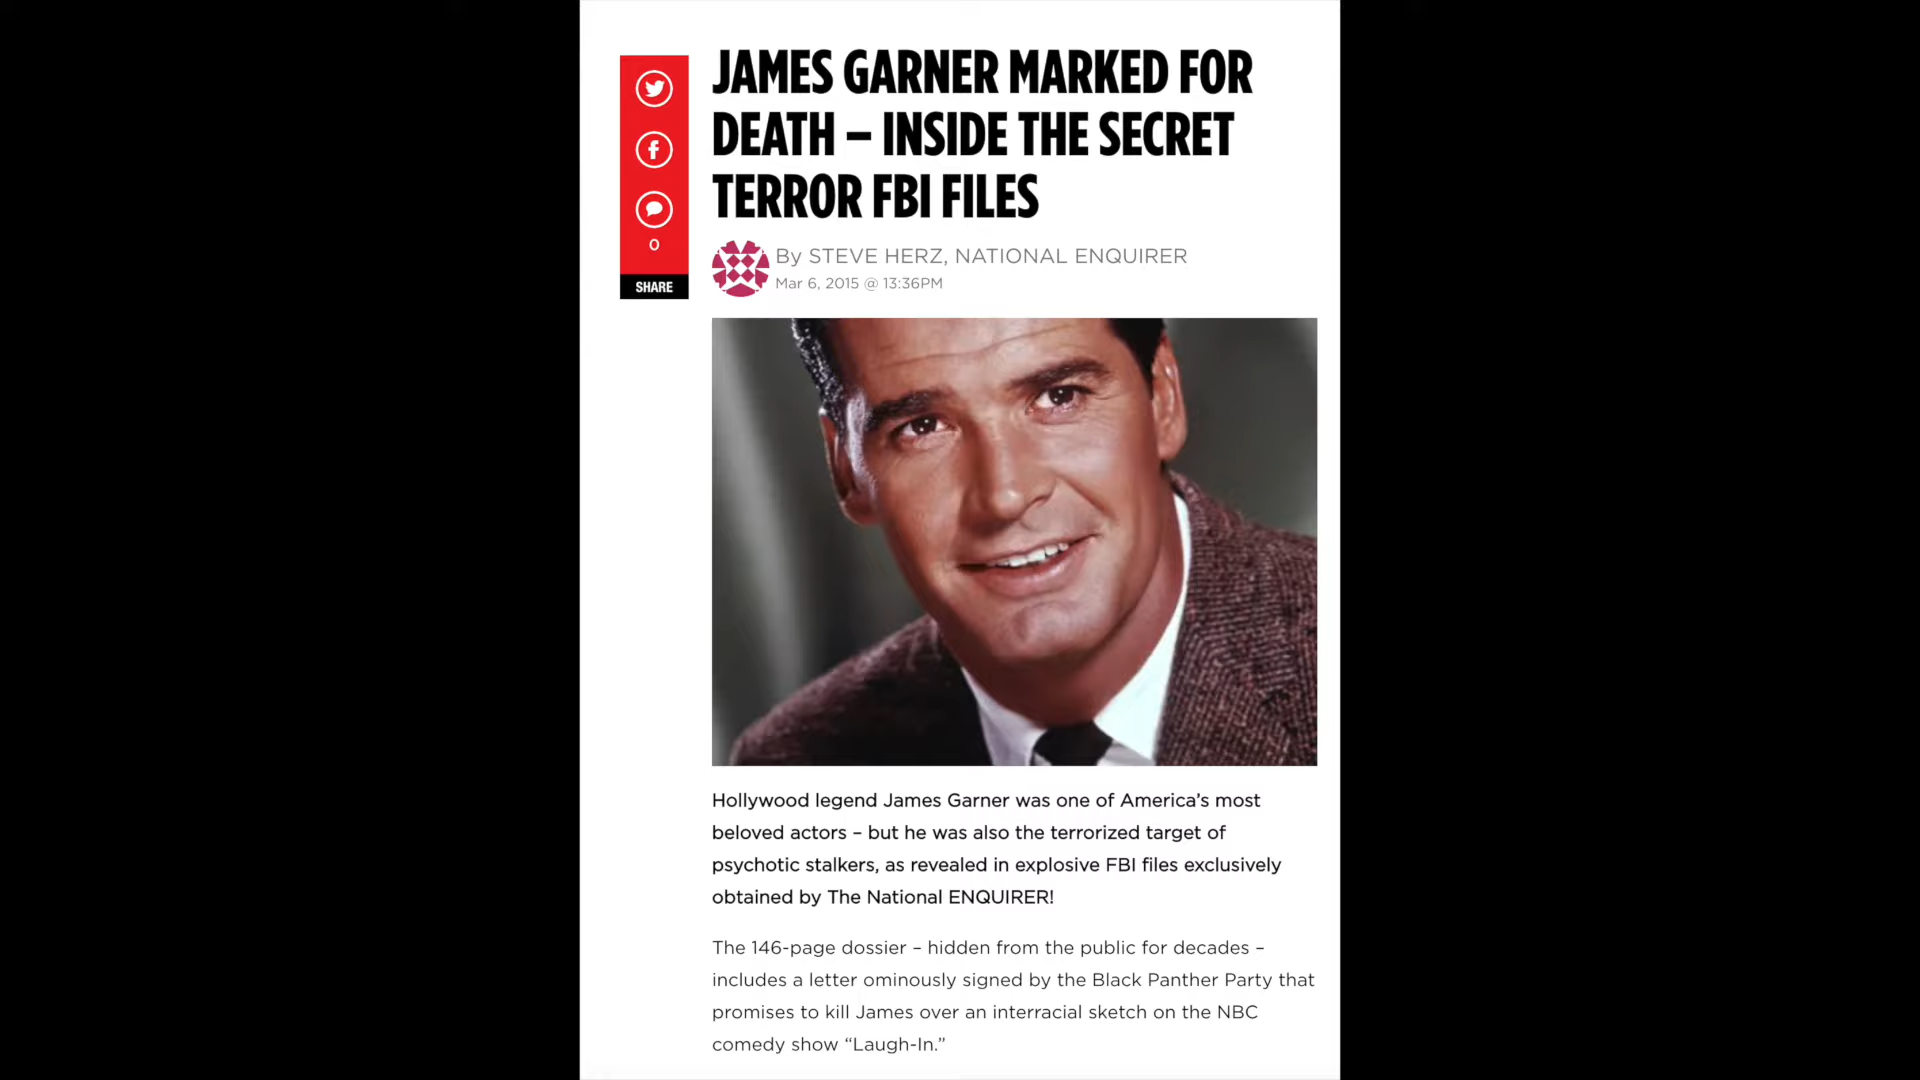 JAMES GARNER MARKED FOR
DEATH – INSIDE THE SECRET
TERROR FBI FILES
By STEVE HERZ, NATIONAL ENQUIRER
Mar 6, 2015 @ 13:36PM
0
SHARE
Hollywood legend James Garner was one of America’s most
beloved actors – but he was also the terrorized target of
psychotic stalkers, as revealed in explosive FBI files exclusively
obtained by The National ENQUIRER!
The 146-page dossier – hidden from the public for decades –
includes a letter ominously signed by the Black Panther Party that
promises to kill James over an interracial sketch on the NBC
comedy show “Laugh-In.”